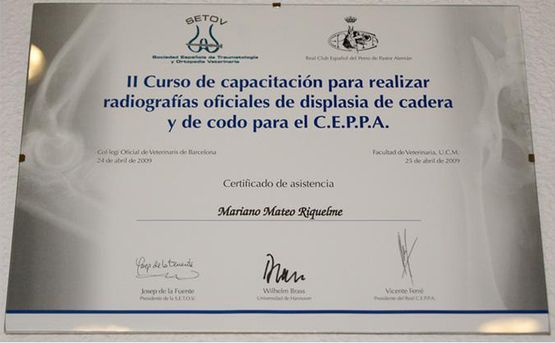 SETOV
Sociedad Española de Traumatología
y Ortopedia Veterinaria
Real Club Español del Perro de Pastor Alemán
II Curso de capacitación para realizar
radiografías oficiales de displasia de cadera
y de codo para el C.E.P.P.A.
Col·legi Oficial de Veterinaris de Barcelona
24 de abril de 2009
Facultad de Veterinaria, U.C.M.
25 de abril de 2009
Certificado de asistencia
Mariano Mateo Riquelme
Josep de la Fuente
Presidente de la S.E.T.O.V.
Wilhelm Brass
Universidad de Hannover
Vicente Ferré
Presidente del Real C.E.P.P.A.